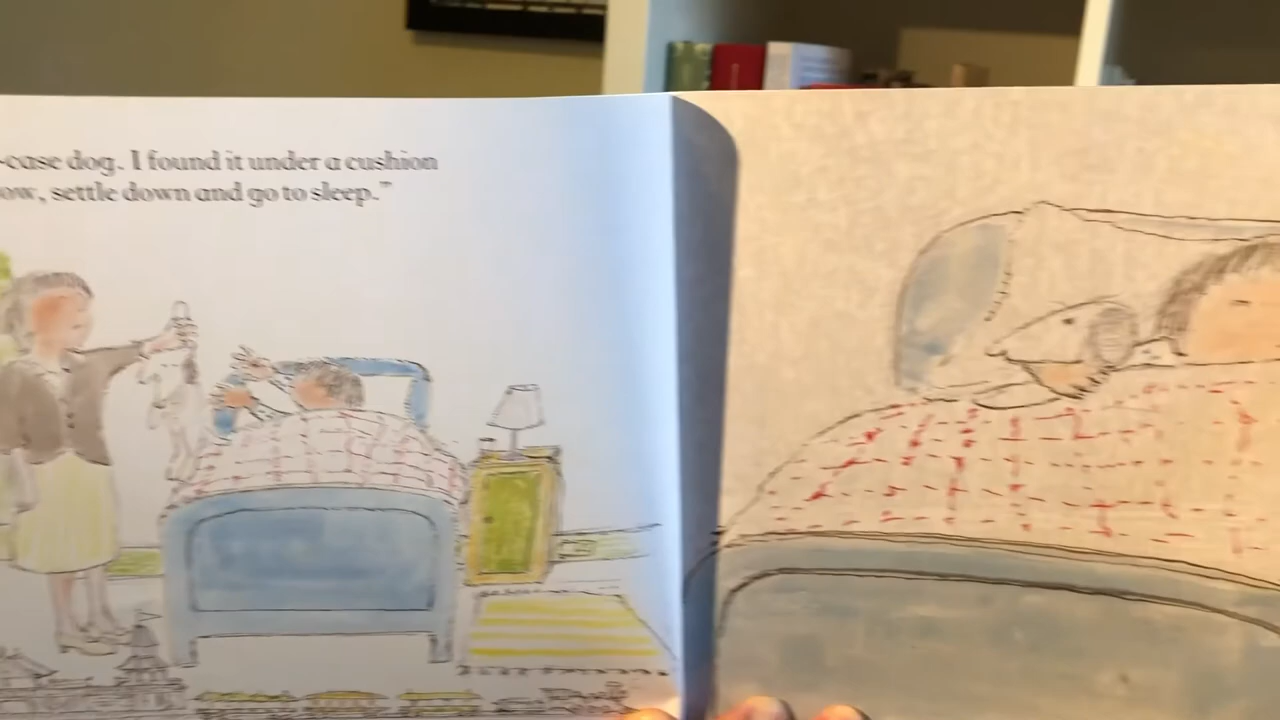 -case dog. I found it under a cushion
ow, settle down and go to sleep."